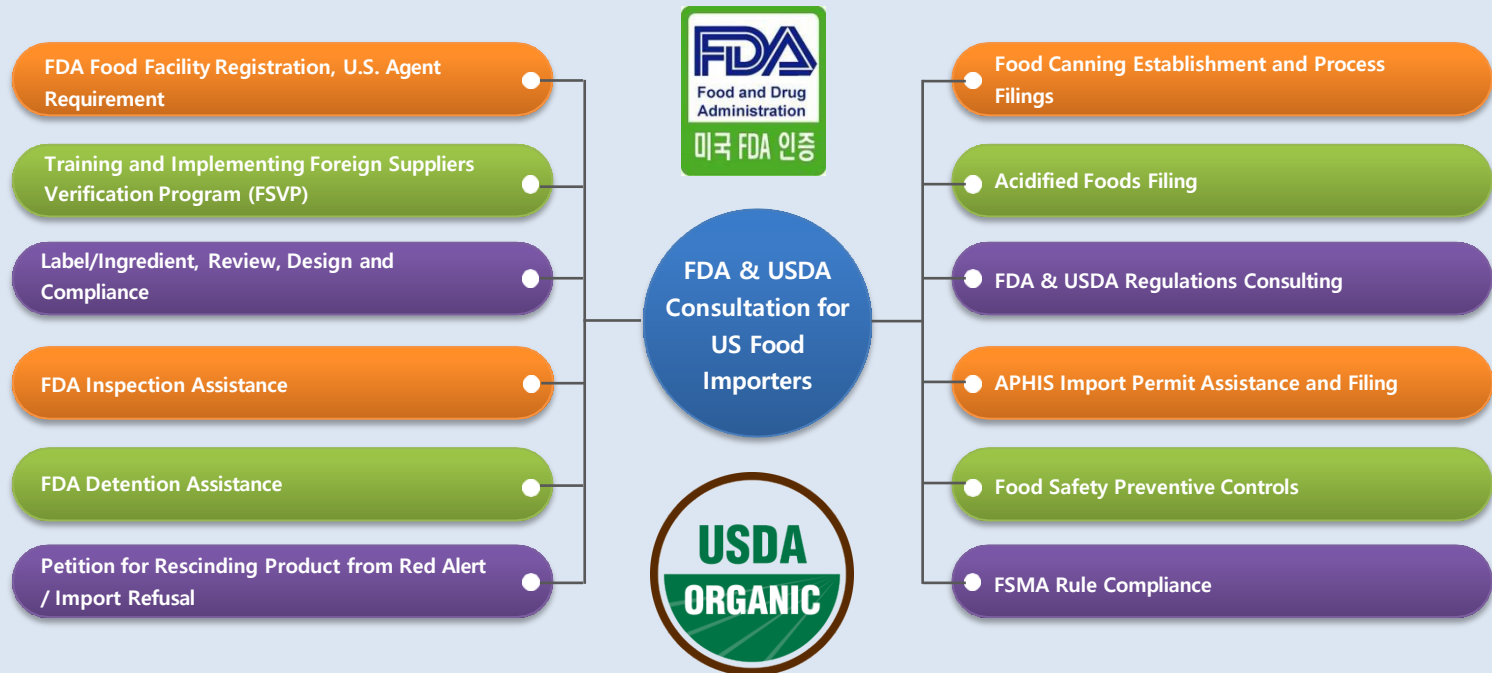 FDA Food Facility Registration, U.S. Agent
Requirement
Training and Implementing Foreign Suppliers
Verification Program (FSVP)
Label/Ingredient, Review, Design and
Compliance
FDA Inspection Assistance
FDA Detention Assistance
Petition for Rescinding Product from Red Alert
/ Import Refusal
FDA
Food and Drug
Administration
미국 FDA 인증
FDA & USDA
Consultation for
US Food
Importers
USDA
ORGANIC
Food Canning Establishment and Process
Filings
Acidified Foods Filing
FDA & USDA Regulations Consulting
APHIS Import Permit Assistance and Filing
Food Safety Preventive Controls
FSMA Rule Compliance